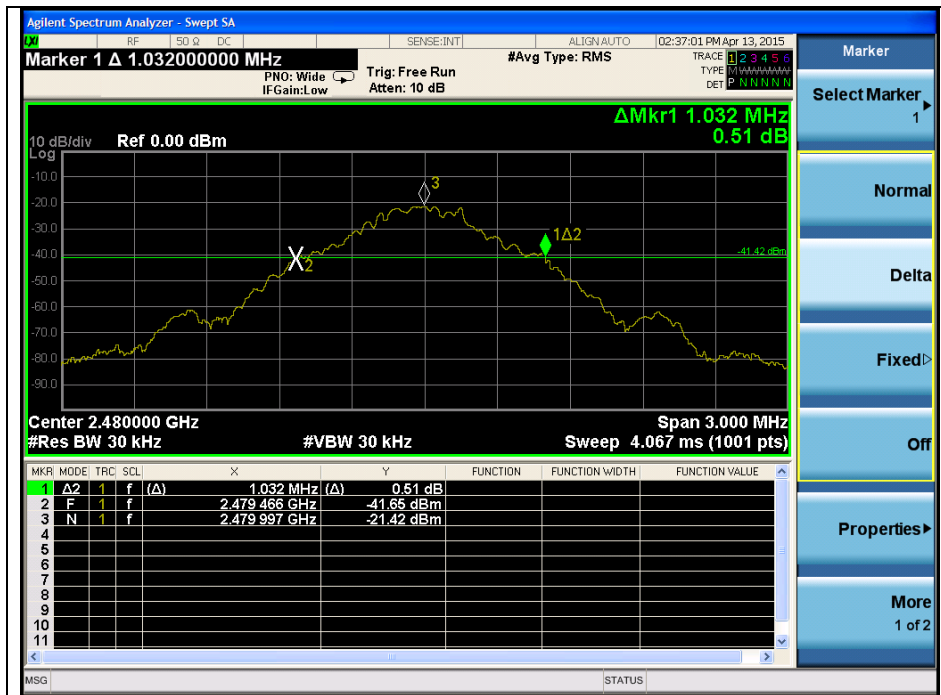 Agilent Spectrum Analyzer - Swept SA
LXI RF 50 Ω DC SENSE:INT ALIGNAUTO 02:37:01 PM Apr 13, 2015
Marker 1 Δ 1.032000000 MHz
PNO: Wide
IFGain:Low
Trig: Free Run
Atten: 10 dB
#Avg Type: RMS
TRACE 1 2 3 4 5 6
TYPE
DET P N N N N N
ΔMkr1 1.032 MHz
0.51 dB
10 dB/div Ref 0.00 dBm
Log
-10.0
-20.0
-30.0
-40.0
-50.0
-60.0
-70.0
-80.0
-90.0
3
1Δ2
2
-41.42 dBm
Center 2.480000 GHz Span 3.000 MHz
#Res BW 30 kHz #VBW 30 kHz Sweep 4.067 ms (1001 pts)
MKR MODE TRC SCL X Y FUNCTION FUNCTION WIDTH FUNCTION VALUE
1 Δ2 1 f (Δ) 1.032 MHz (Δ) 0.51 dB
2 F 1 f 2.479 466 GHz -41.65 dBm
3 N 1 f 2.479 997 GHz -21.42 dBm
4
5
6
7
8
9
10
11
MSG STATUS
Marker
Select Marker
1
Normal
Delta
Fixed
Off
Properties
More
1 of 2